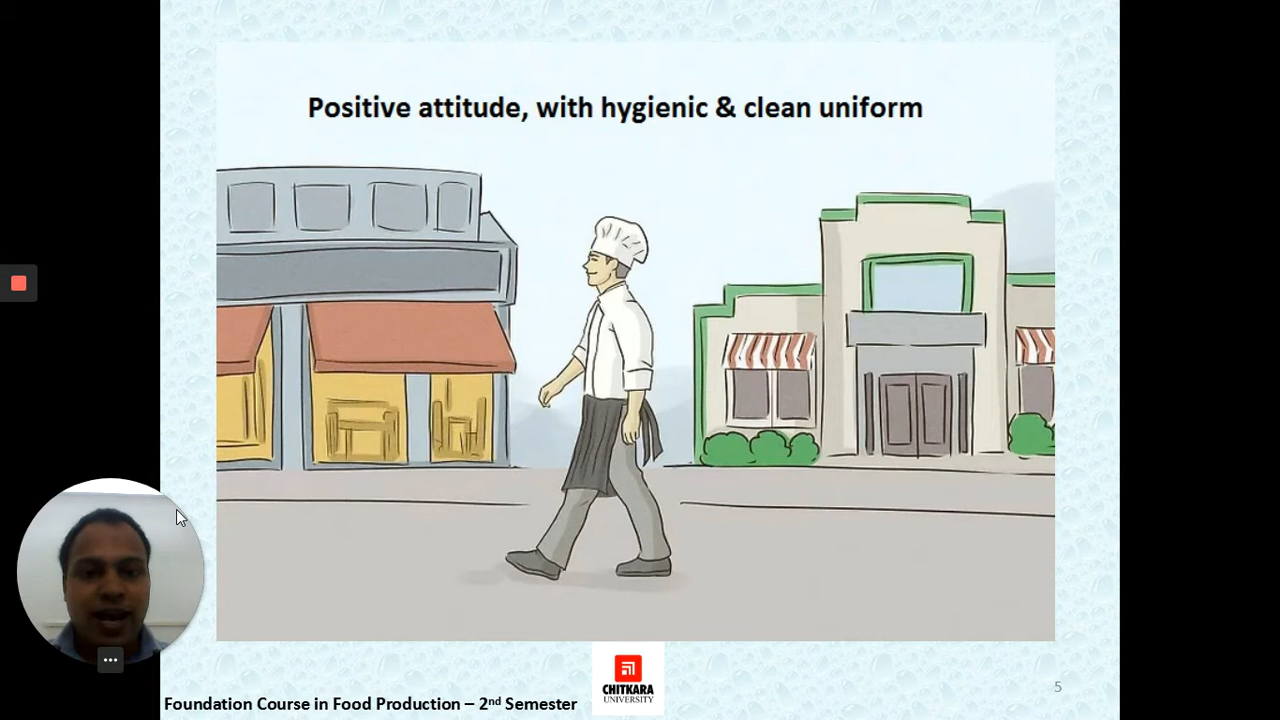 Positive attitude, with hygienic & clean uniform
CHITKARA
UNIVERSITY
5
Foundation Course in Food Production – 2nd Semester